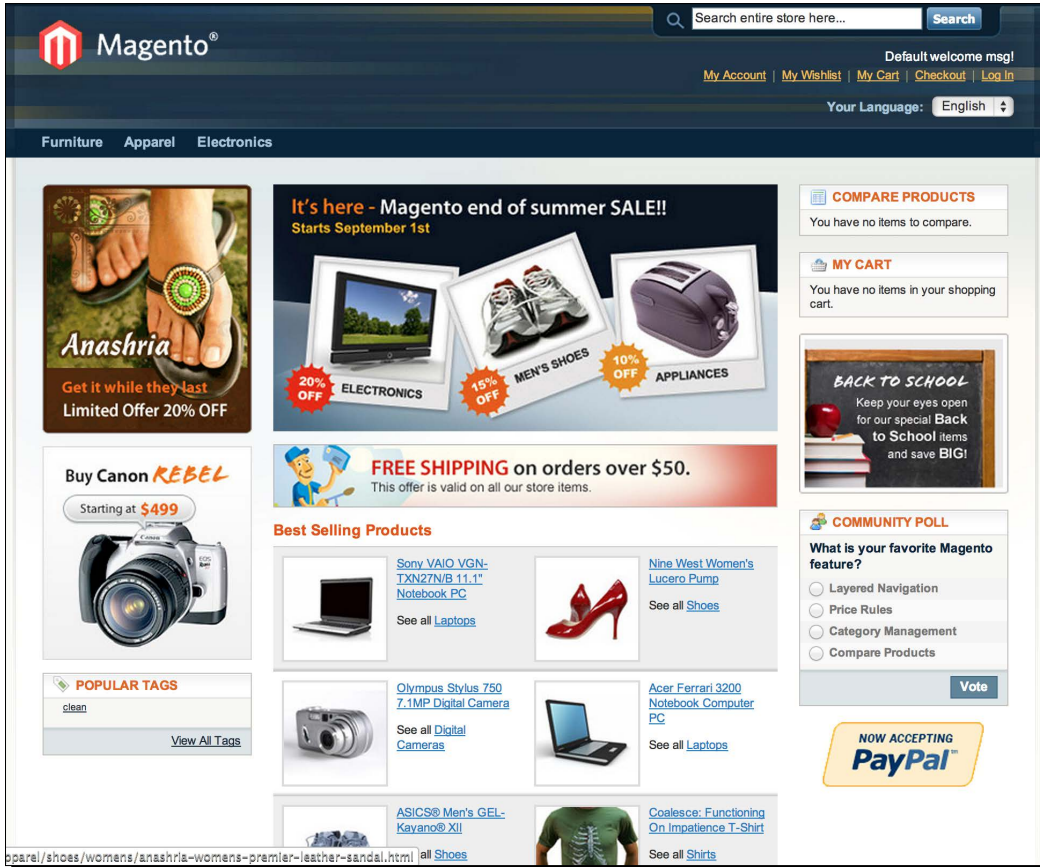 Search entire store here...
Search
Magento®
Default welcome msg!
My Account | My Wishlist | My Cart | Checkout | Log In
Your Language: English
Furniture Apparel Electronics
Anashria
Get it while they last
Limited Offer 20% OFF
Buy Canon REBEL
Starting at $499
Canon
EOS
POPULAR TAGS
clean
View All Tags
It's here - Magento end of summer SALE!!
Starts September 1st
20%
OFF
ELECTRONICS
15%
OFF
MEN'S SHOES
10%
OFF
APPLIANCES
FREE SHIPPING on orders over $50.
This offer is valid on all our store items.
Best Selling Products
Sony VAIO VGN-
TXN27N/B 11.1"
Notebook PC
See all Laptops
Nine West Women's
Lucero Pump
See all Shoes
Olympus Stylus 750
7.1MP Digital Camera
See all Digital
Cameras
Acer Ferrari 3200
Notebook Computer
PC
See all Laptops
ASICS® Men's GEL-
Kayano® XII
all Shoes
Coalesce: Functioning
On Impatience T-Shirt
See all Shirts
COMPARE PRODUCTS
You have no items to compare.
MY CART
You have no items in your shopping
cart.
BACK TO SCHOOL
Keep your eyes open
for our special Back
to School items
and save BIG!
COMMUNITY POLL
What is your favorite Magento
feature?
Layered Navigation
Price Rules
Category Management
Compare Products
Vote
NOW ACCEPTING
PayPal™
pparel/shoes/womens/anashria-womens-premier-leather-sandal.html